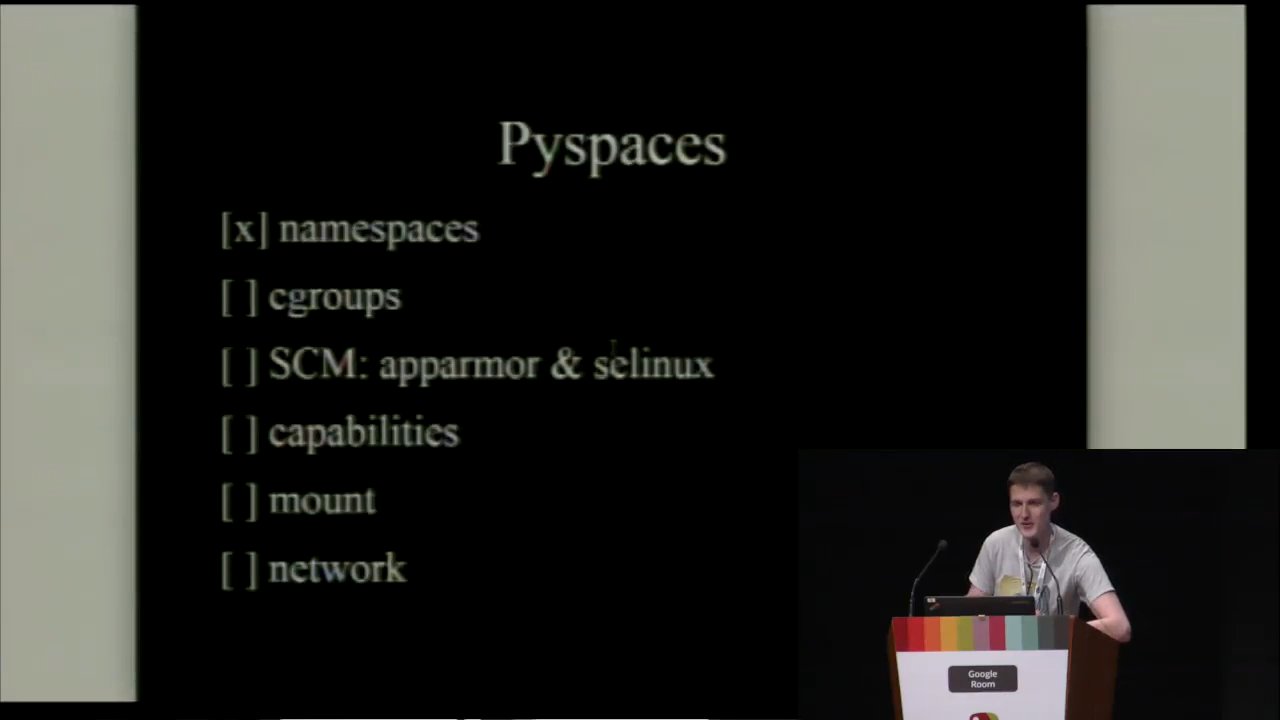 Pyspaces
[x] namespaces
[ ] cgroups
[ ] SCM: apparmor & selinux
[ ] capabilities
[ ] mount
[ ] network
Google
Room